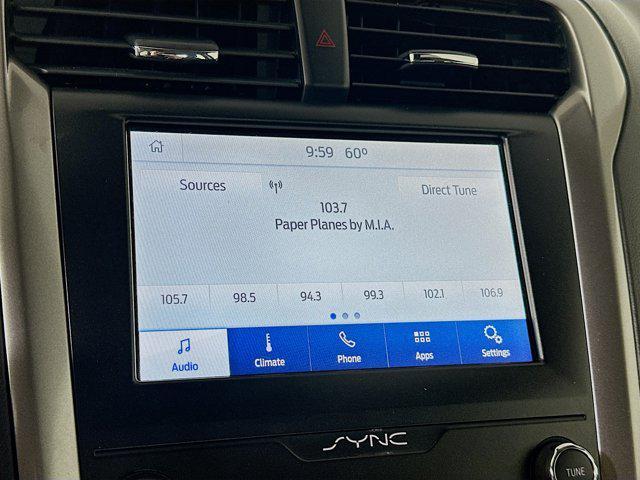 9:59 60°
Sources Direct Tune
103.7
Paper Planes by M.I.A.
105.7 98.5 94.3 99.3 102.1 106.9
Audio Climate Phone Apps Settings
SYNC
TUNE